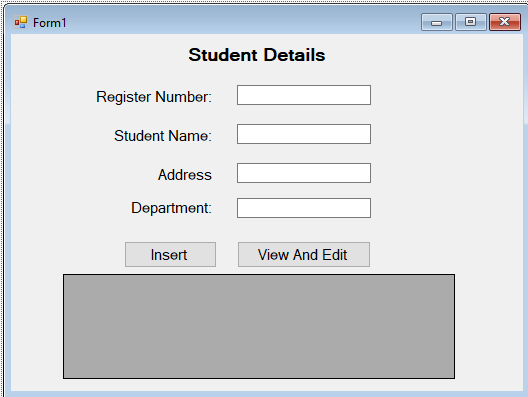 Form1
Student Details
Register Number:
Student Name:
Address
Department:
Insert View And Edit